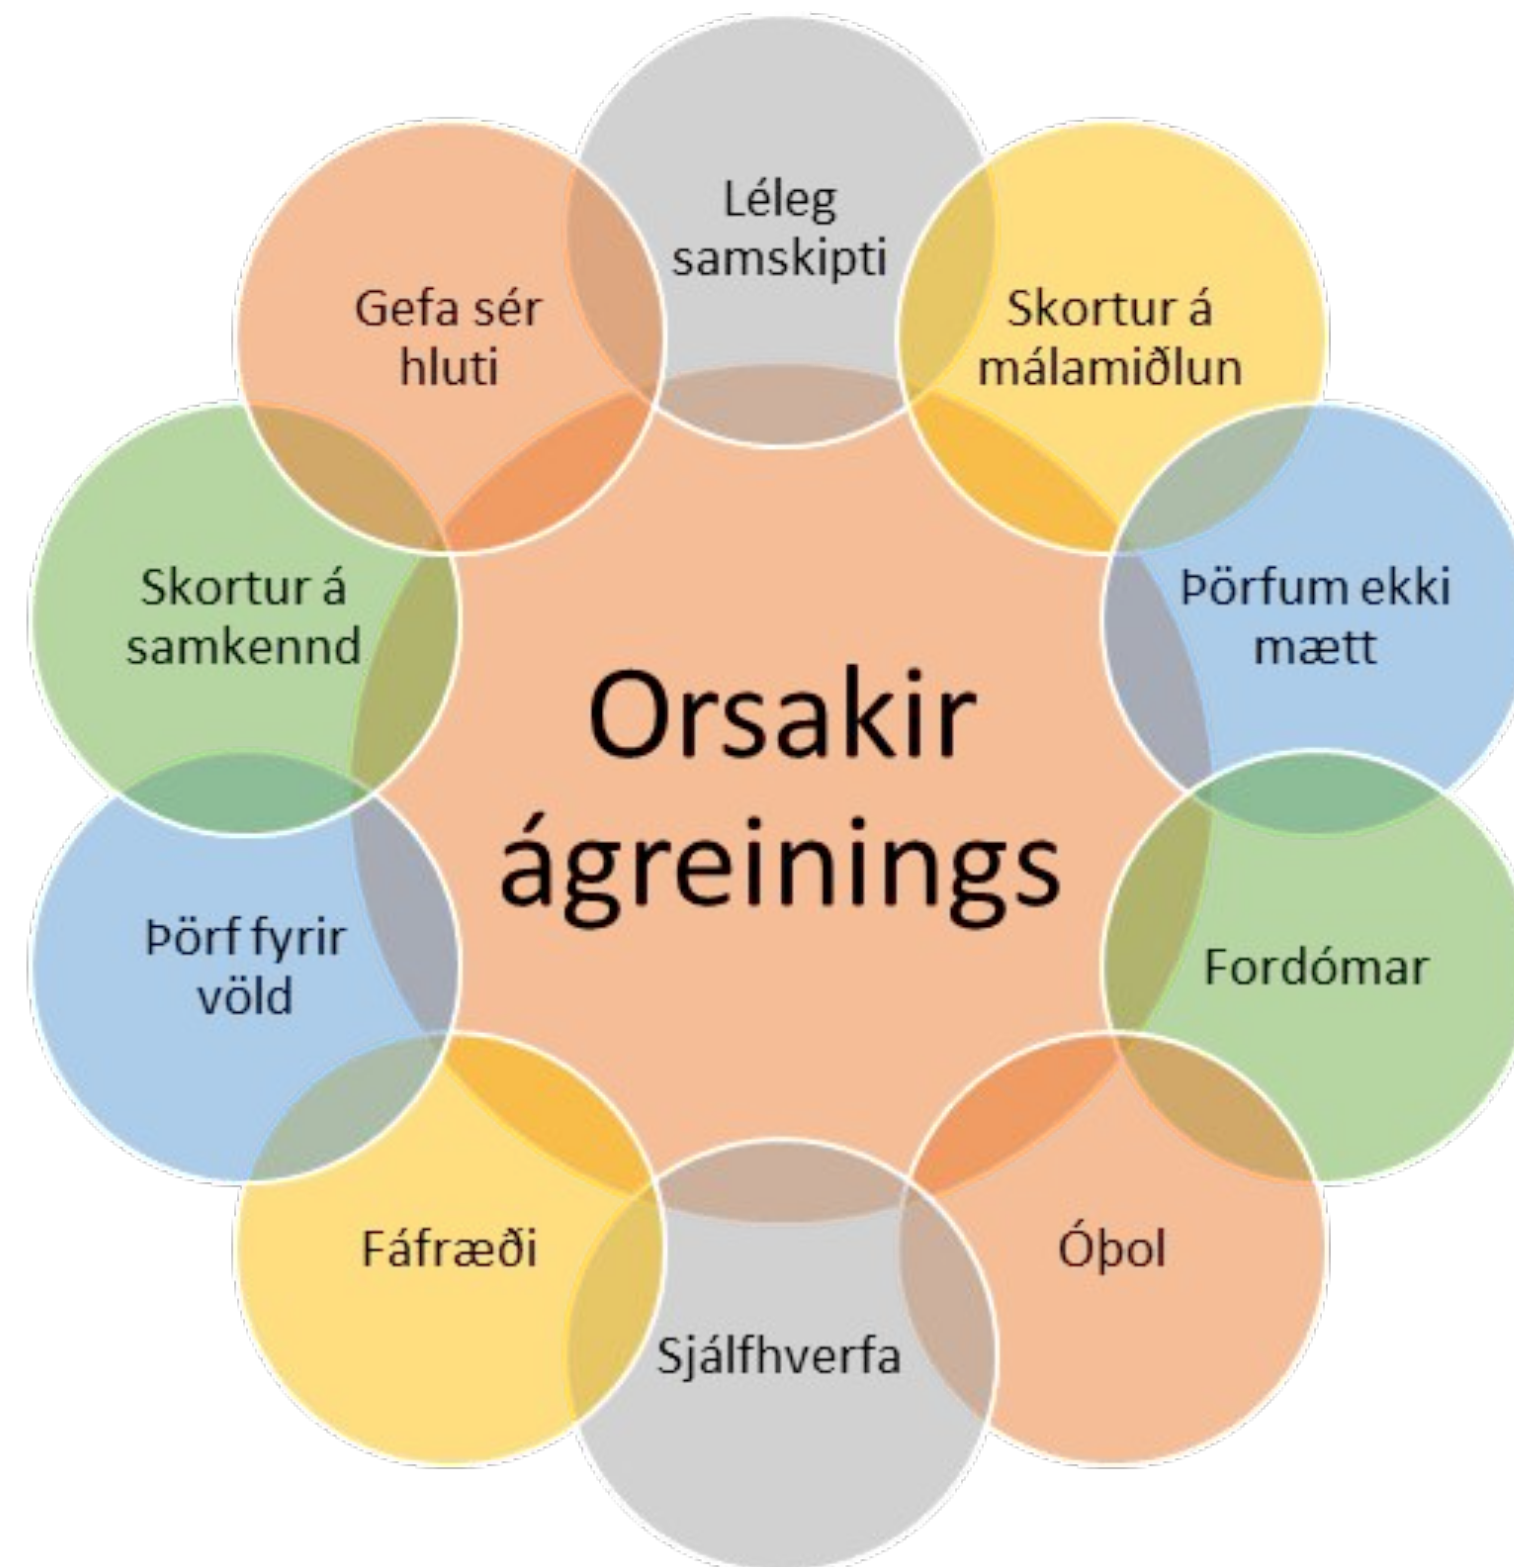 Léleg
samskipti
Skortur á
málamiðlun
Þörfum ekki
mætt
Fordómar
Óþol
Sjálfhverfa
Fáfræði
Þörf fyrir
völd
Skortur á
samkennd
Gefa sér
hluti
Orsakir
ágreinings